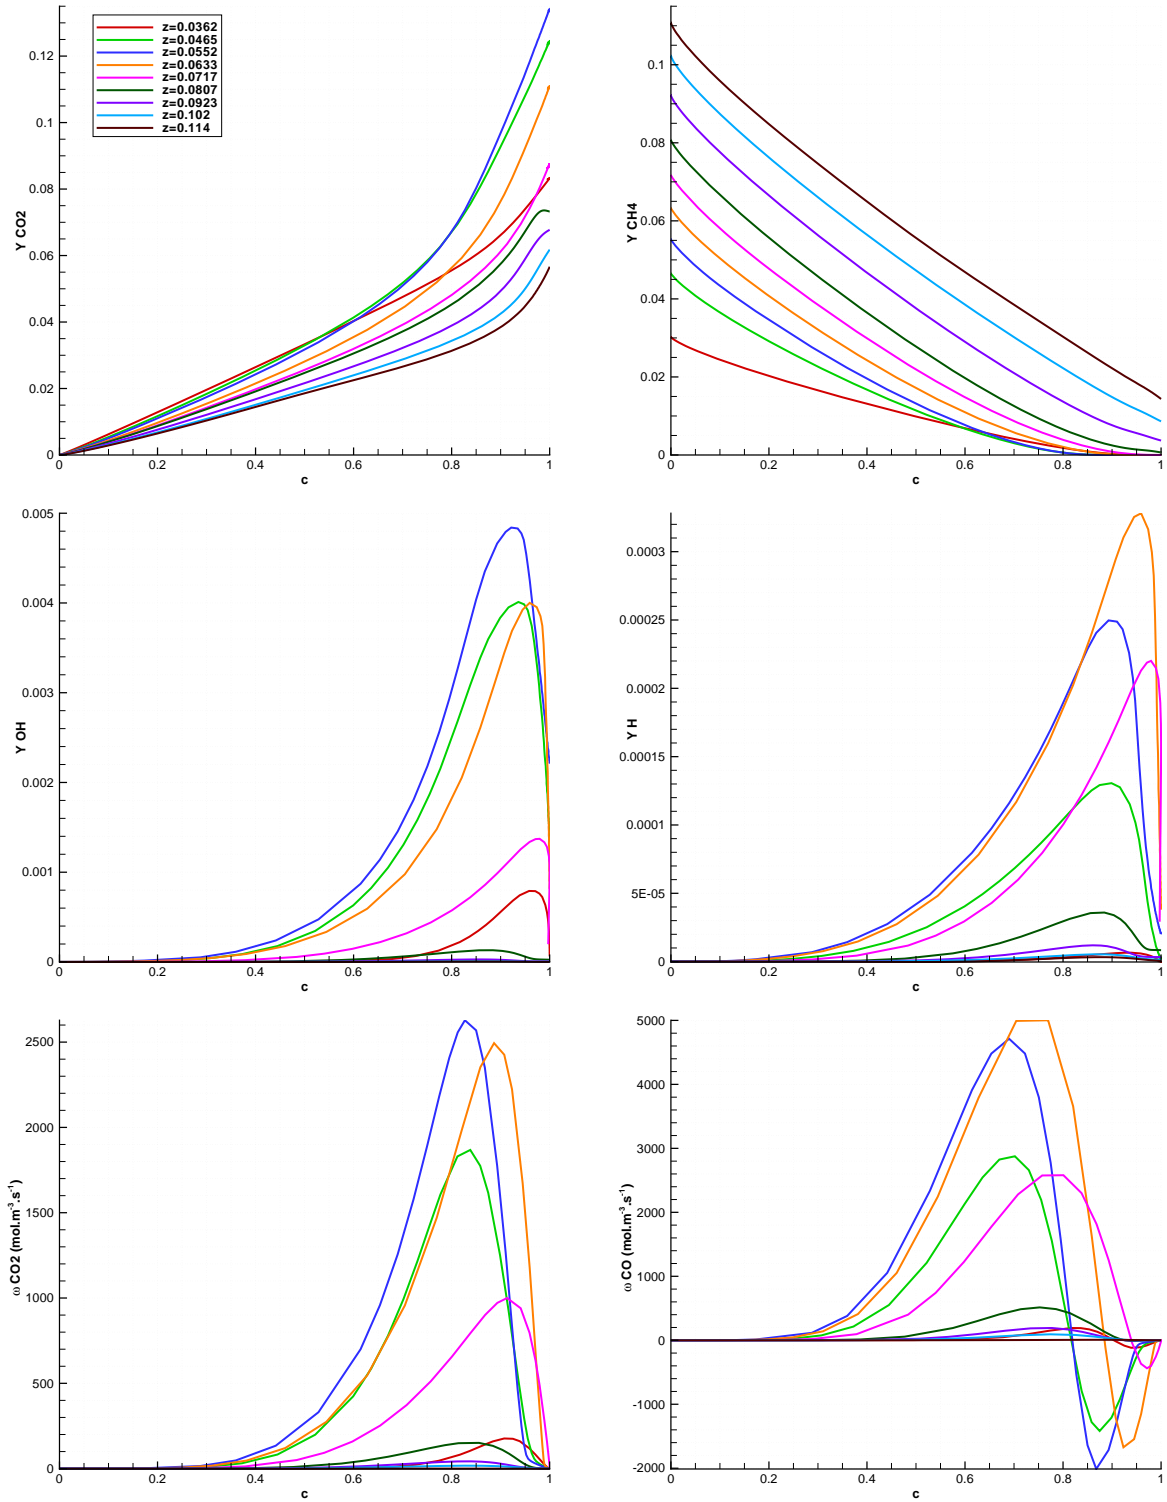 z=0.0362
z=0.0465
z=0.0552
z=0.0633
z=0.0717
z=0.0807
z=0.0923
z=0.102
z=0.114
Y CO2
0.12
0.1
0.08
0.06
0.04
0.02
0
0 0.2 0.4 0.6 0.8 1
c
Y CH4
0.1
0.08
0.06
0.04
0.02
0
0 0.2 0.4 0.6 0.8 1
c
Y OH
0.005
0.004
0.003
0.002
0.001
0
0 0.2 0.4 0.6 0.8 1
c
Y H
0.0003
0.00025
0.0002
0.00015
0.0001
5E-05
0
0 0.2 0.4 0.6 0.8 1
c
ω CO2 (mol.m⁻³.s⁻¹)
2500
2000
1500
1000
500
0
0 0.2 0.4 0.6 0.8 1
c
ω CO (mol.m⁻³.s⁻¹)
5000
4000
3000
2000
1000
0
-1000
-2000
0 0.2 0.4 0.6 0.8 1
c